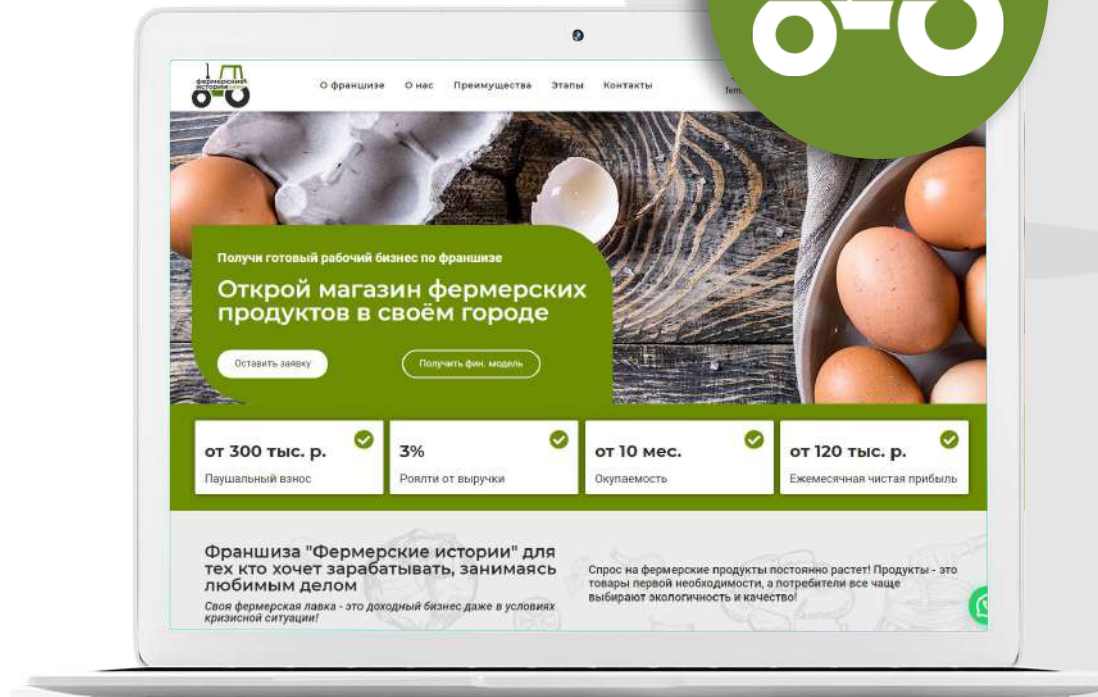 фермерские
истории
О франшизе О нас Преимущества Этапы Контакты
Получи готовый рабочий бизнес по франшизе
Открой магазин фермерских
продуктов в своём городе
Оставить заявку Получить фин. модель
от 300 тыс. р. 3% от 10 мес. от 120 тыс. р.
Паушальный взнос Роялти от выручки Окупаемость Ежемесячная чистая прибыль
Франшиза "Фермерские истории" для
тех кто хочет зарабатывать, занимаясь
любимым делом
Своя фермерская лавка - это доходный бизнес даже в условиях
кризисной ситуации!
Спрос на фермерские продукты постоянно растет! Продукты - это
товары первой необходимости, а потребители все чаще
выбирают экологичность и качество!